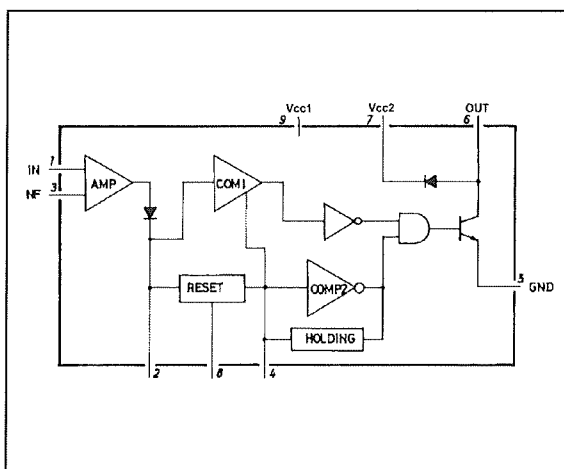 Vcc1
Vcc2
OUT
9
7
6
IN
1
NF
3
AMP
COM1
5
GND
RESET
COMP2
HOLDING
2
8
4